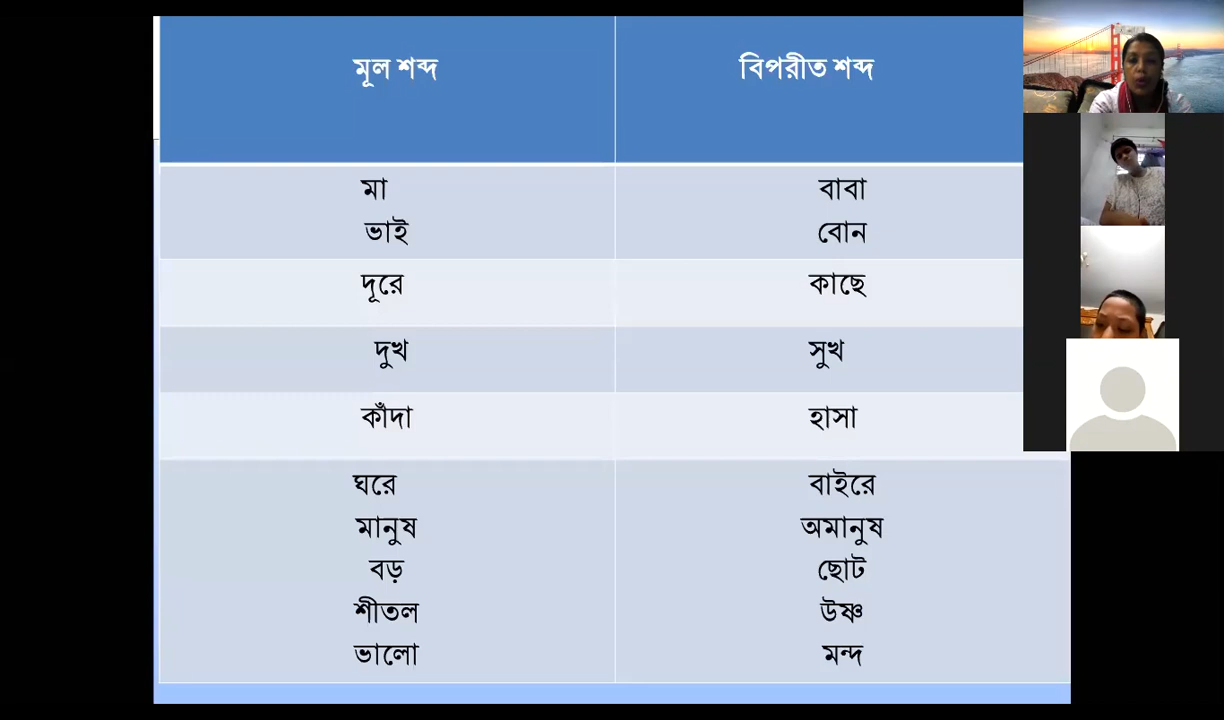 মূল শব্দ বিপরীত শব্দ
মা বাবা
ভাই বোন
দূরে কাছে
দুখ সুখ
কাঁদা হাসা
ঘরে বাইরে
মানুষ অমানুষ
বড় ছোট
শীতল উষ্ণ
ভালো মন্দ